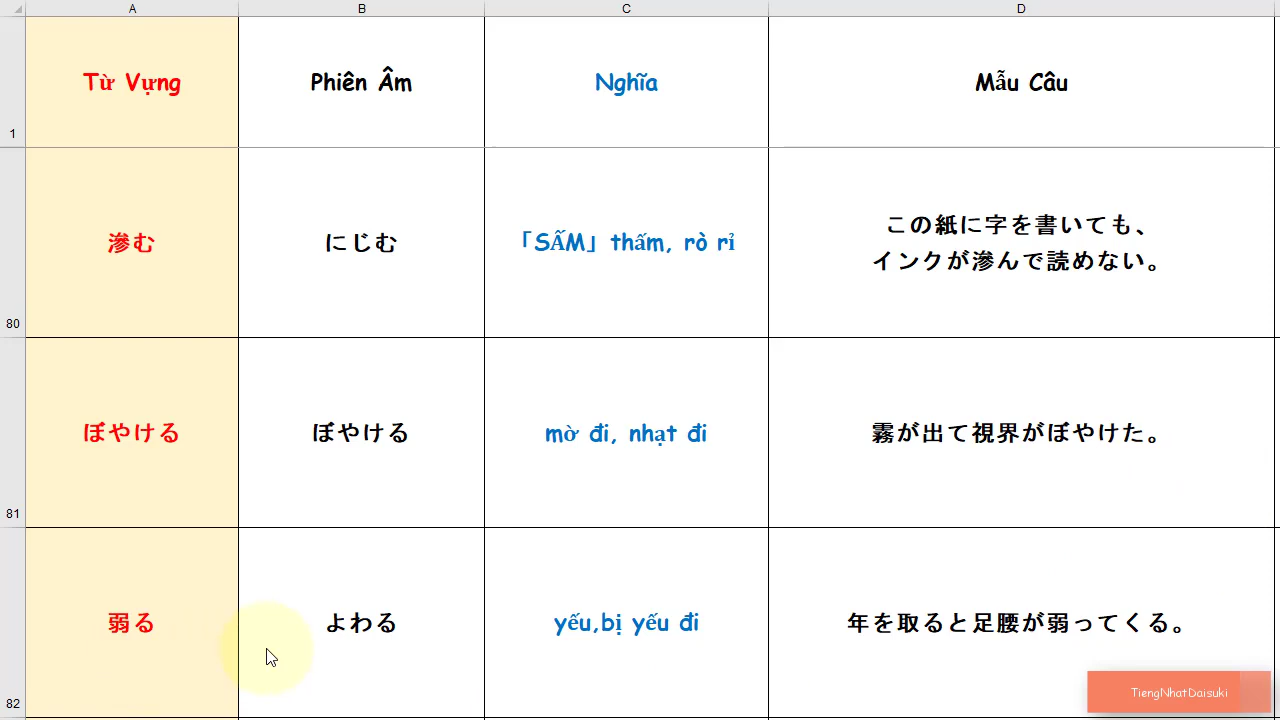 A B C D
1 Từ Vựng Phiên Âm Nghĩa Mẫu Câu
80 滲む にじむ 「SẤM」thấm, rò rỉ この紙に字を書いても、
インクが滲んで読めない。
81 ぼやける ぼやける mờ đi, nhạt đi 霧が出て視界がぼやけた。
82 弱る よわる yếu,bị yếu đi 年を取ると足腰が弱ってくる。
TiengNhatDaisuki